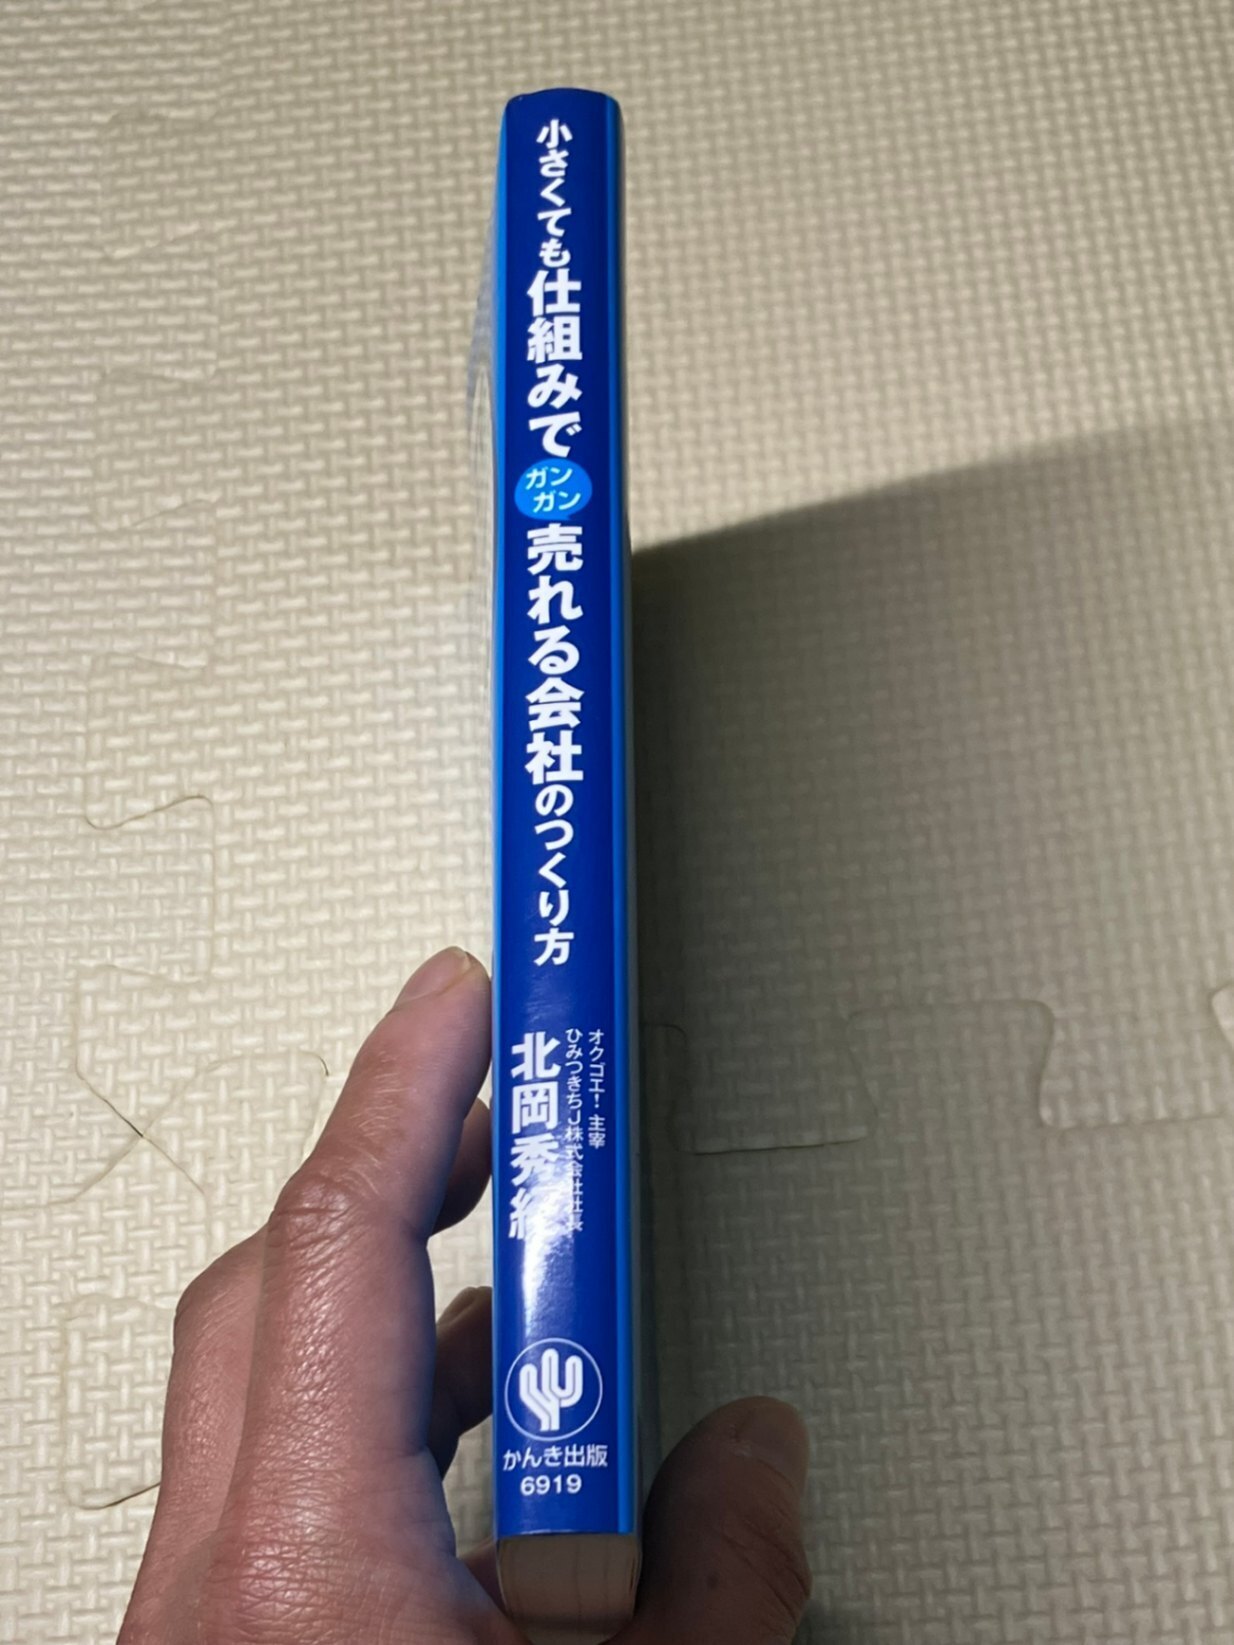 小さくても仕組みで
ガン
ガン
売れる会社のつくり方
オクゴエ！主宰
ひみつきちJ株式会社社長
北岡秀紀
かんき出版
6919